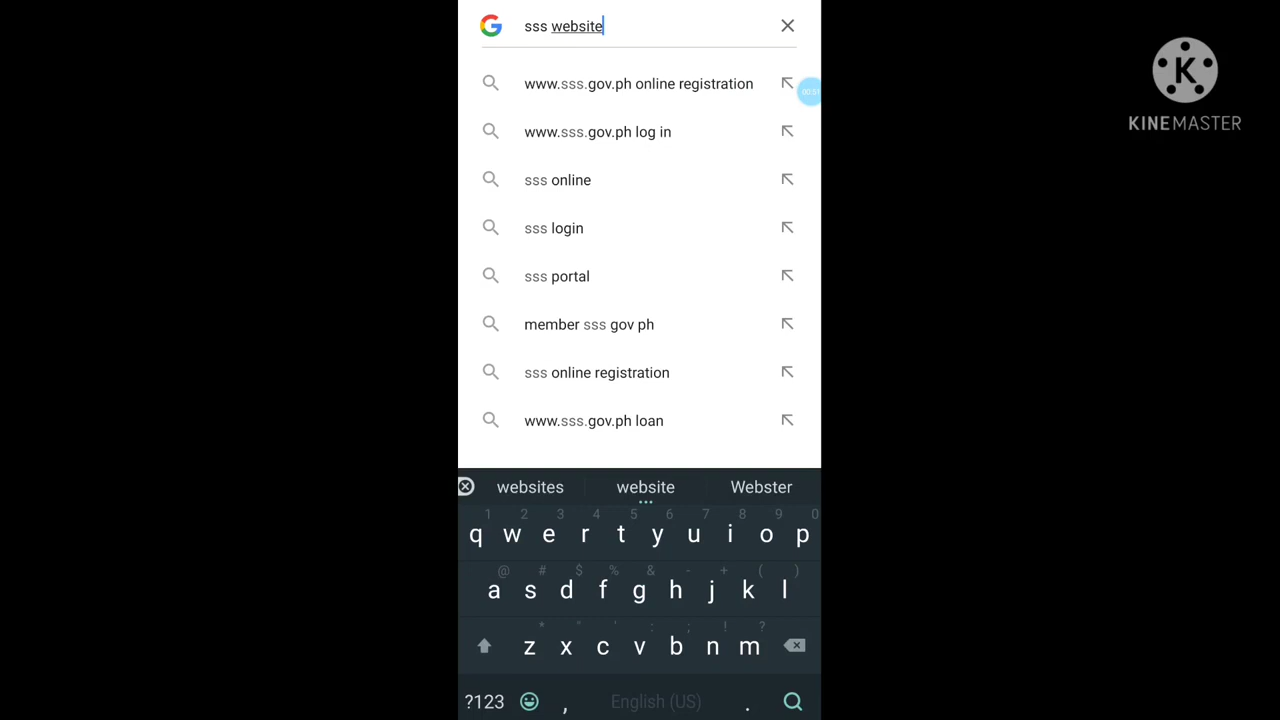 sss website
www.sss.gov.ph online registration
00:51
www.sss.gov.ph log in
sss online
sss login
sss portal
member sss gov ph
sss online registration
www.sss.gov.ph loan
K
KINEMASTER
websites website Webster
1 2 3 4 5 6 7 8 9 0
q w e r t y u i o p
@ # $ % & - + ( )
a s d f g h j k l
* " ' : ; ! ?
z x c v b n m
?123 , English (US) .